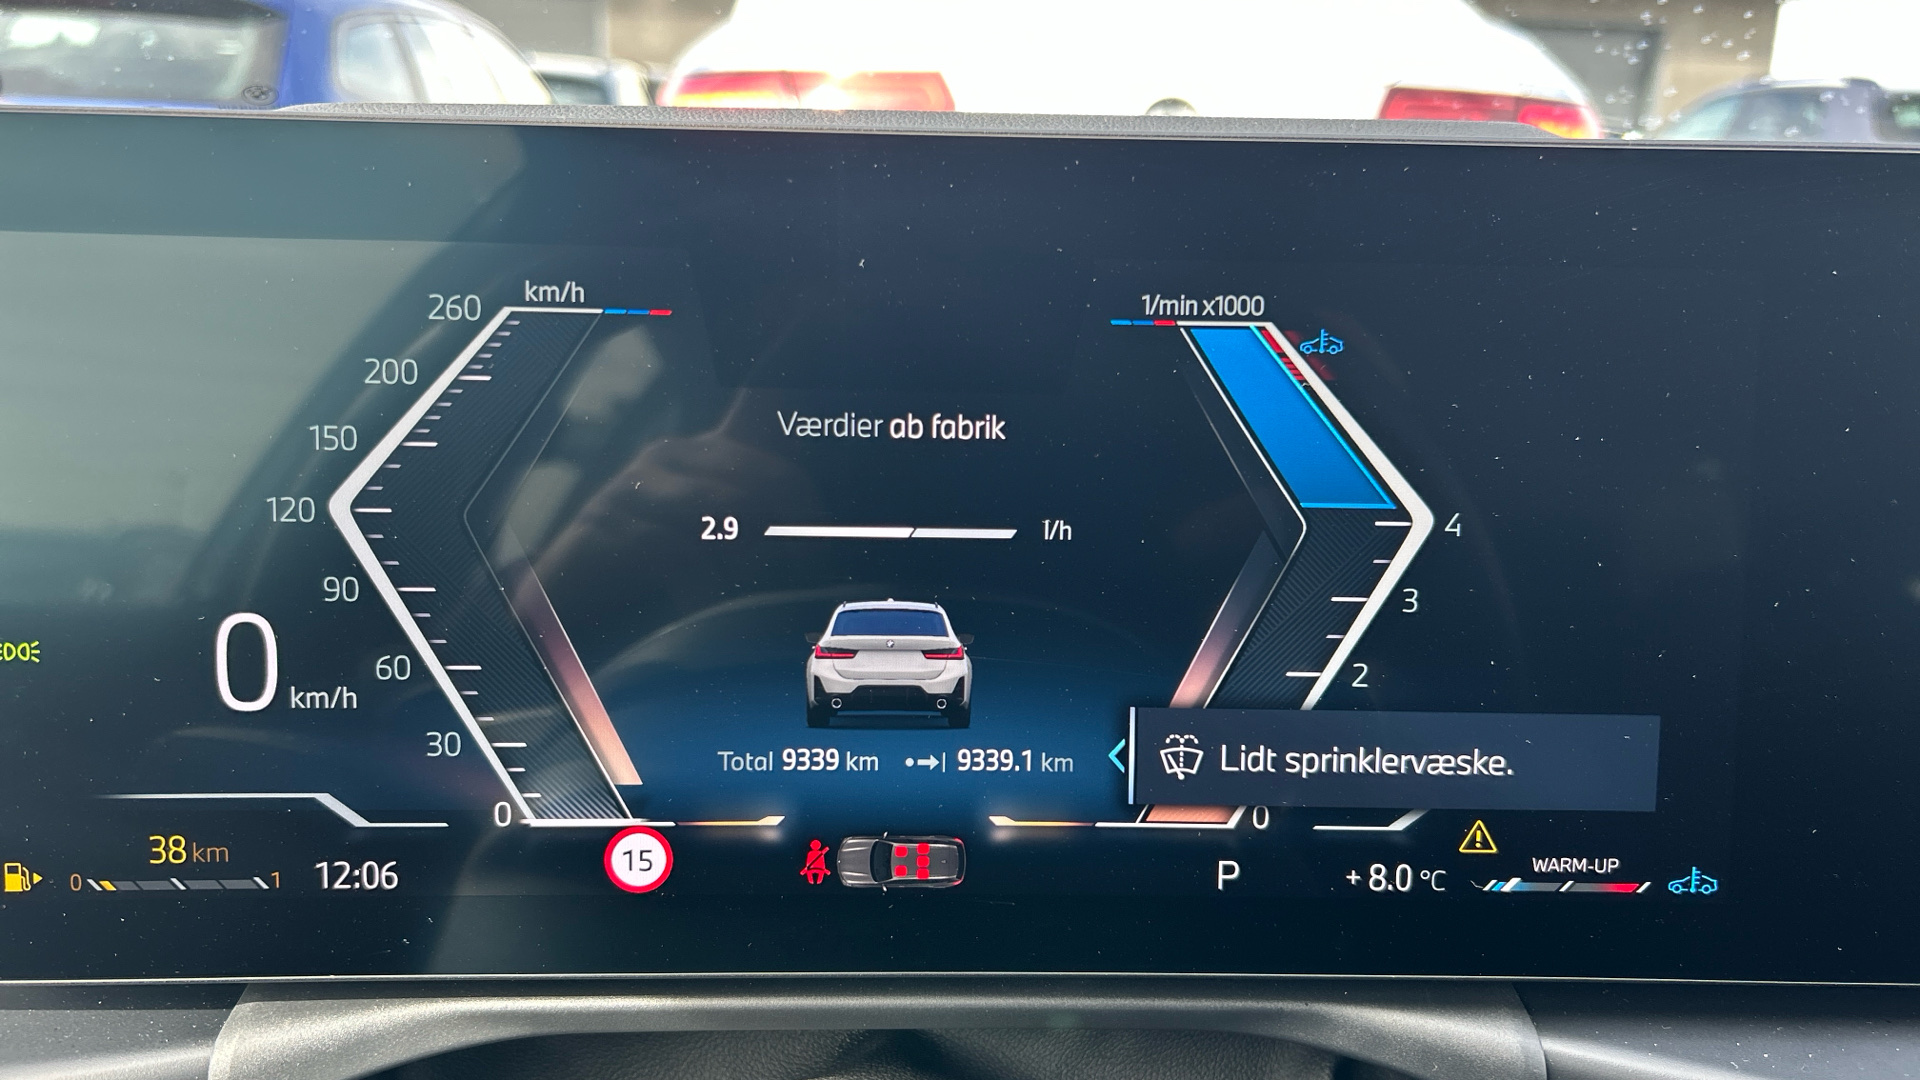 260 km/h
200
150
120
90
60
30
0
0 km/h
1/min x1000
4
3
2
0
Værdier ab fabrik
2.9 l/h
Total 9339 km 9339.1 km
Lidt sprinklervæske.
38 km
0 1
12:06
15
P
+ 8.0 °C
WARM-UP